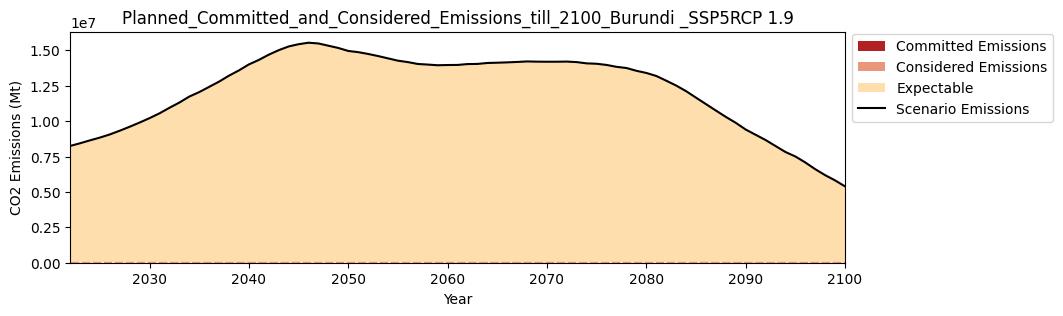 Planned_Committed_and_Considered_Emissions_till_2100_Burundi _SSP5RCP 1.9
1e7
1.50
1.25
1.00
0.75
0.50
0.25
0.00
CO2 Emissions (Mt)
2030 2040 2050 2060 2070 2080 2090 2100
Year
Committed Emissions
Considered Emissions
Expectable
Scenario Emissions